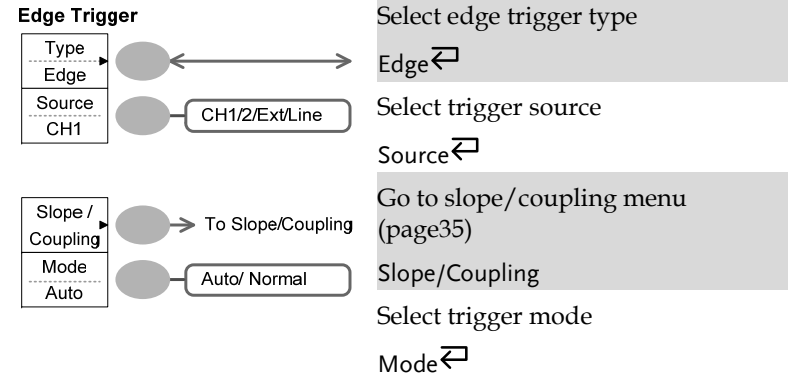 Edge Trigger
Type
Edge
Source
CH1
CH1/2/Ext/Line
Slope /
Coupling
To Slope/Coupling
Mode
Auto
Auto/ Normal
Select edge trigger type
Edge
Select trigger source
Source
Go to slope/coupling menu
(page35)
Slope/Coupling
Select trigger mode
Mode